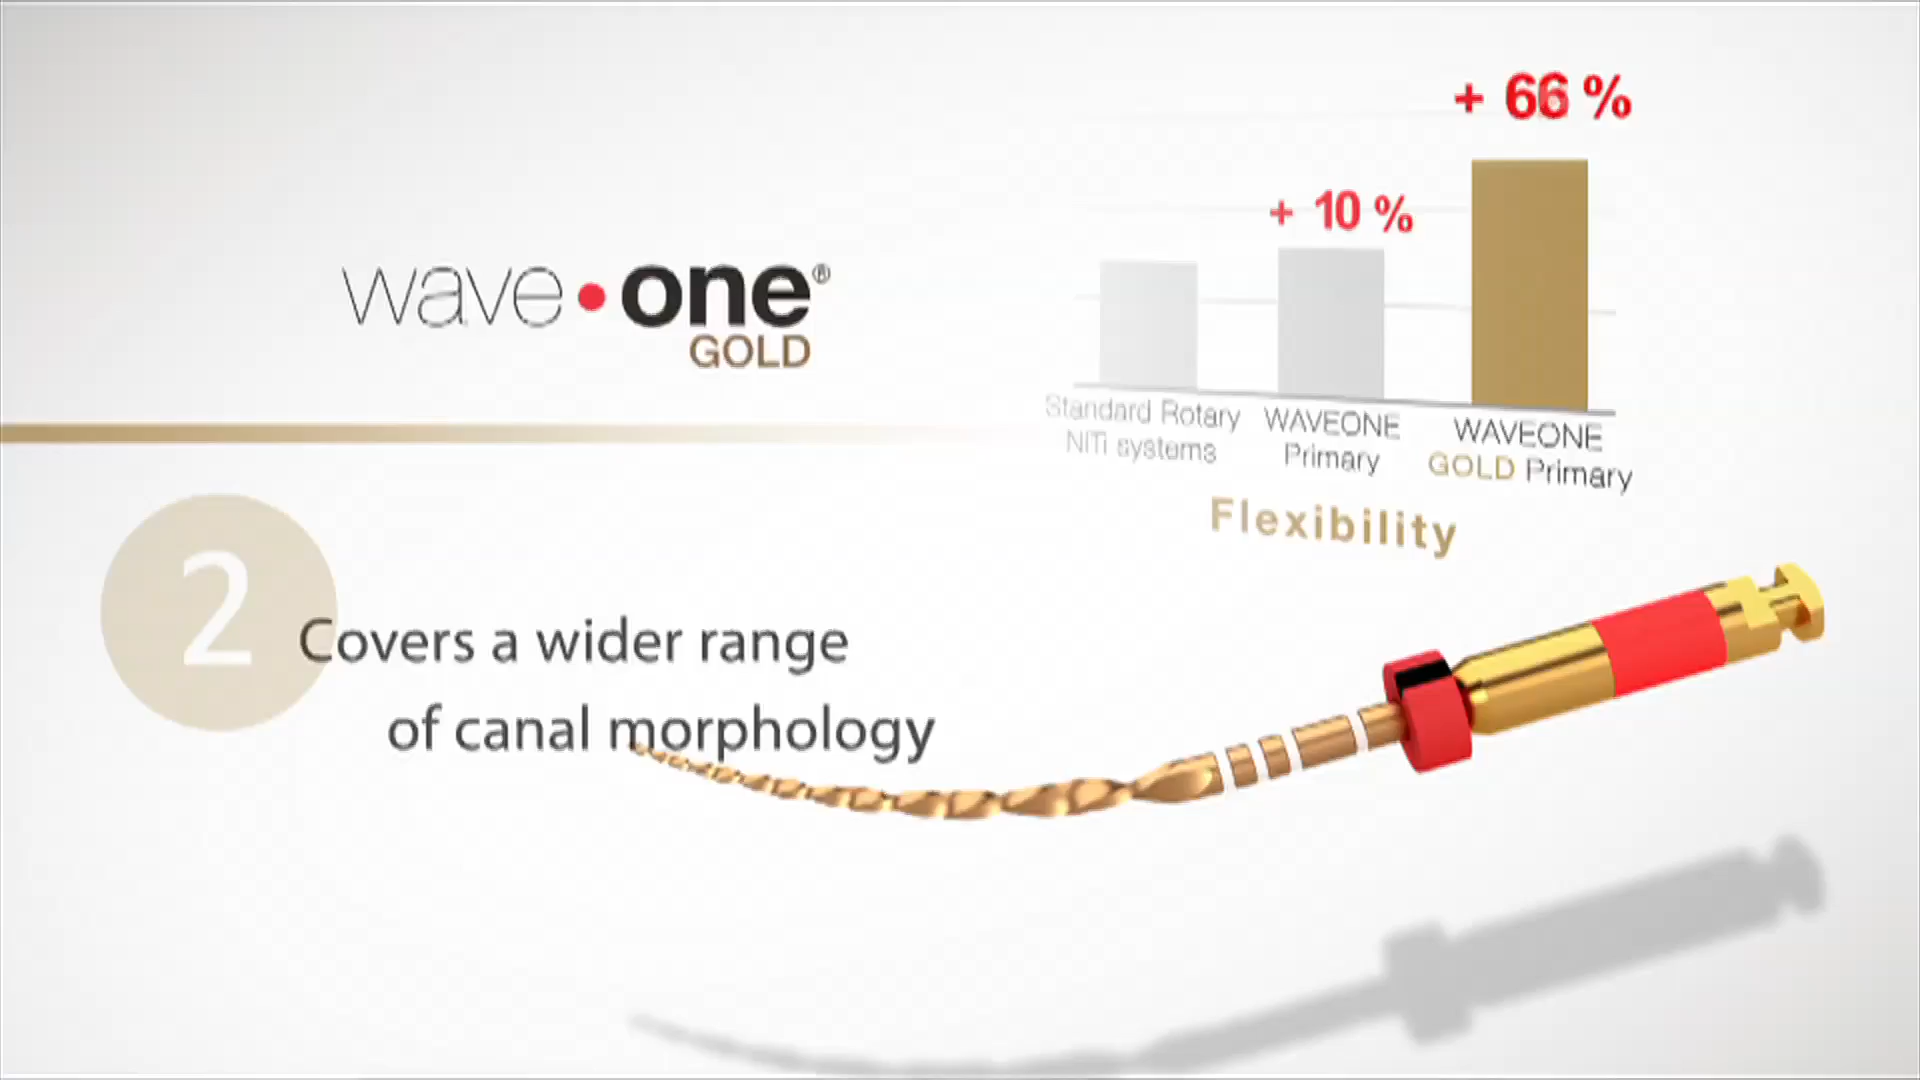 wave•one®
GOLD
+ 66 %
+ 10 %
Standard Rotary
NiTi systems
WAVEONE
Primary
WAVEONE
GOLD Primary
Flexibility
2
Covers a wider range
of canal morphology